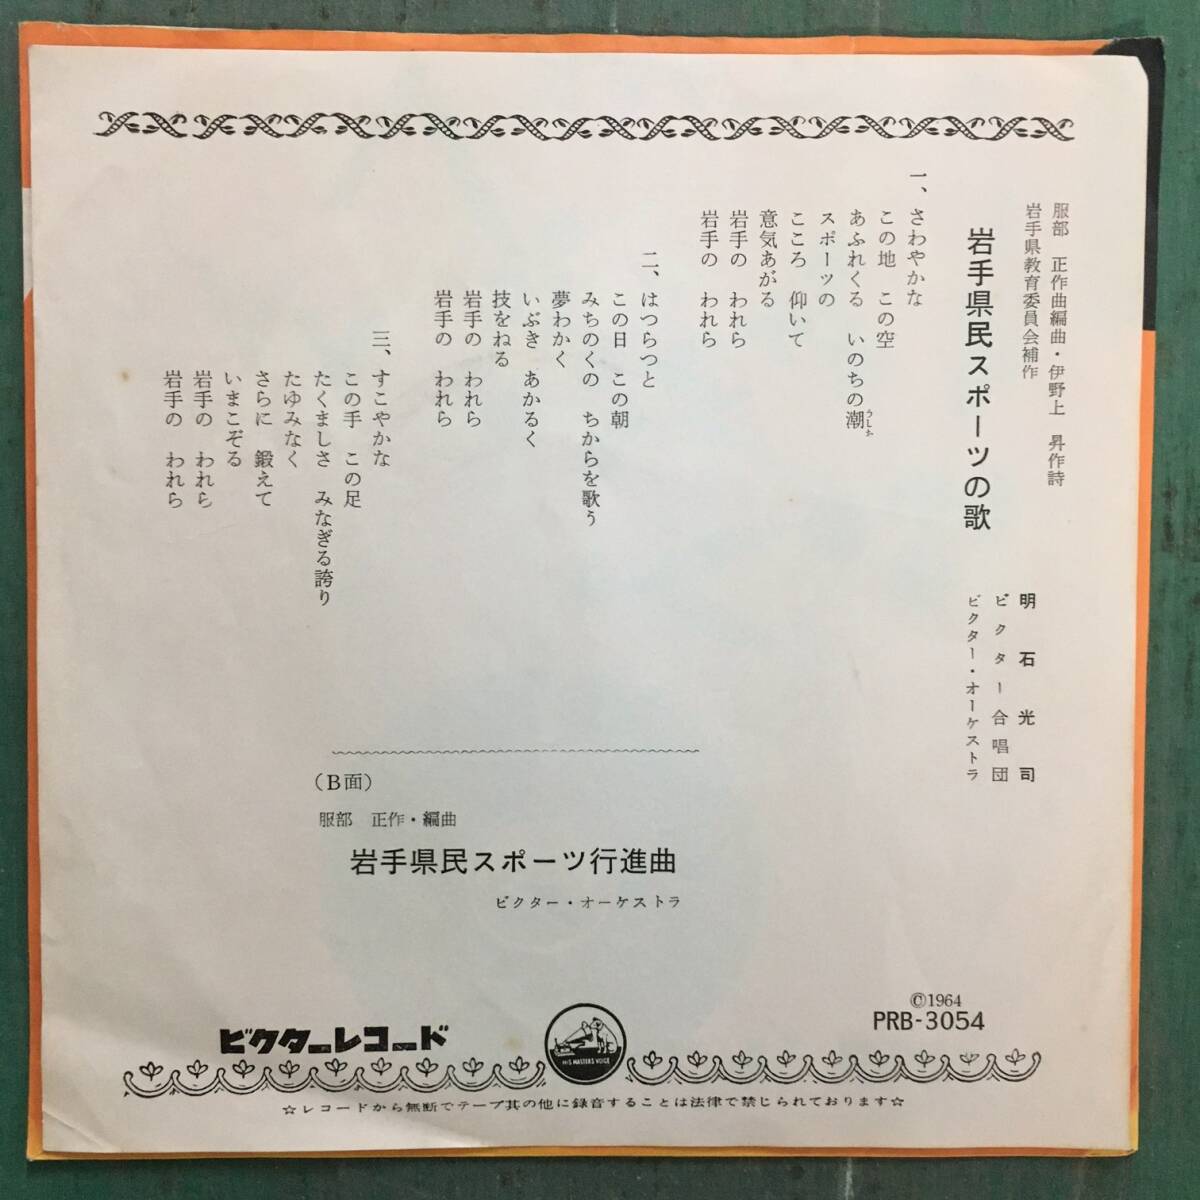 服部　正作曲編曲・伊野上　昇作詩
岩手県教育委員会補作
岩手県民スポーツの歌
明石光司
ビクター合唱団
ビクター・オーケストラ
一、さわやかな
この地　この空
あふれくる　いのちの潮
うしお
スポーツの
こころ　仰いて
意気あがる
岩手の　われら
岩手の　われら
二、はつらつと
この日　この朝
みちのくの　ちからを歌う
夢わかく
いぶき　あかるく
技をねる
岩手の　われら
岩手の　われら
三、すこやかな
この手　この足
たくましさ　みなぎる誇り
たゆみなく
さらに　鍛えて
いまこぞる
岩手の　われら
岩手の　われら
（B面）
服部　正作・編曲
岩手県民スポーツ行進曲
ビクター・オーケストラ
©1964
PRB-3054
ビクターレコード
HIS MASTERS VOICE
☆レコードから無断でテープ其の他に録音することは法律で禁じられております☆